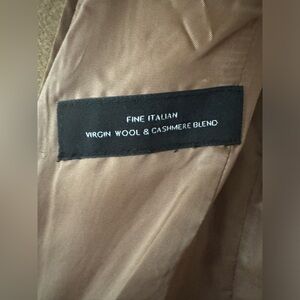 FINE ITALIAN
VIRGIN WOOL & CASHMERE BLEND